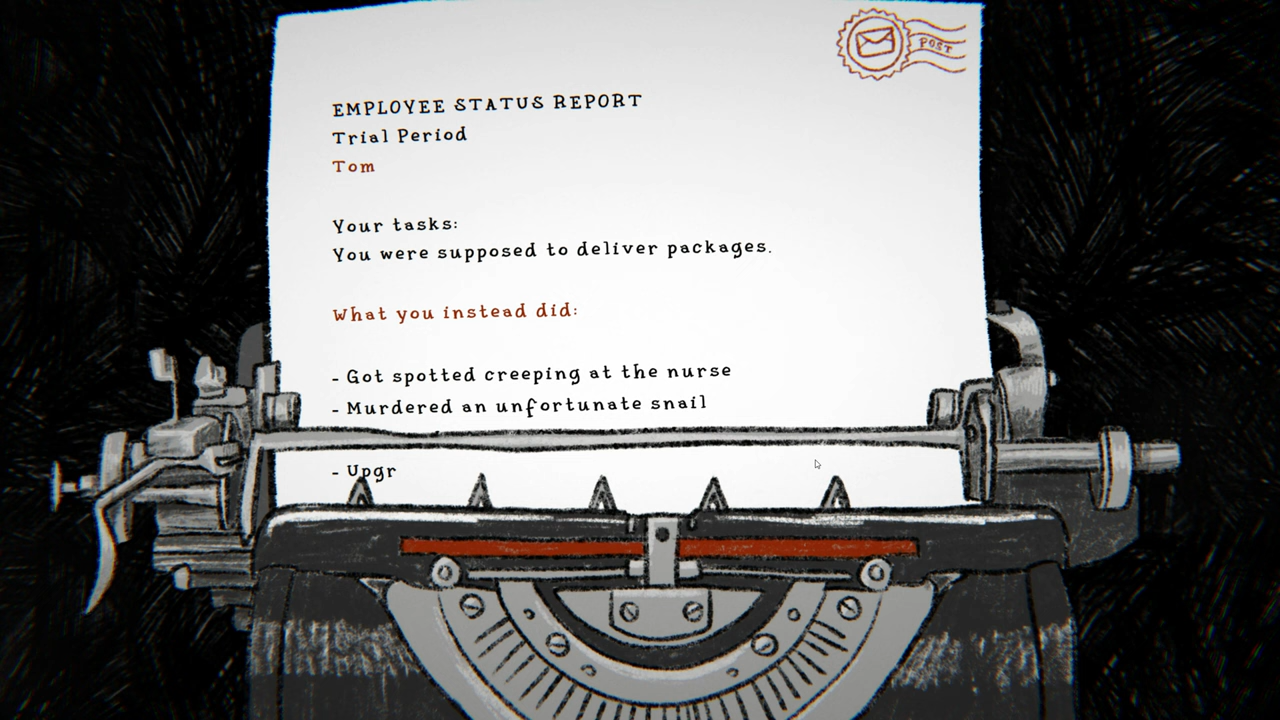 POST
EMPLOYEE STATUS REPORT
Trial Period
Tom
Your tasks:
You were supposed to deliver packages.
What you instead did:
- Got spotted creeping at the nurse
- Murdered an unfortunate snail
- Upgr